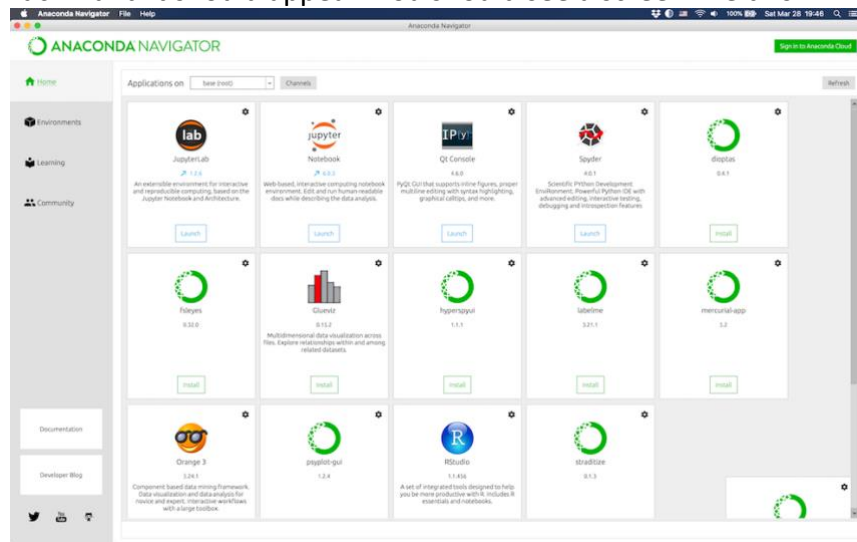 Anaconda Navigator File Help
100% Sat Mar 28 19:46
Anaconda Navigator
ANACONDA NAVIGATOR
Sign in to Anaconda Cloud
Home
Environments
Learning
Community
Documentation
Developer Blog
Applications on base (root) Channels
Refresh
lab
JupyterLab
1.2.6
An extensible environment for interactive
and reproducible computing, based on the
Jupyter Notebook and Architecture.
Launch
jupyter
Notebook
6.0.3
Web-based, interactive computing notebook
environment. Edit and run human-readable
docs while describing the data analysis.
Launch
IP[y]:
Qt Console
4.6.0
PyQt GUI that supports inline figures, proper
multiline editing with syntax highlighting,
graphical calltips, and more.
Launch
Spyder
4.0.1
Scientific PYthon Development
EnviRonment. Powerful Python IDE with
advanced editing, interactive testing,
debugging and introspection features
Launch
dioptas
0.4.1
Install
fsleyes
0.32.0
Install
Glueviz
0.15.2
Multidimensional data visualization across
files. Explore relationships within and among
related datasets.
Install
hyperspyui
1.1.1
Install
labelme
3.21.1
Install
mercurial-app
3.2
Install
Orange 3
3.24.1
Component based data mining framework.
Data visualization and data analysis for
novice and expert. Interactive workflows
with a large toolbox.
psyplot-gui
1.2.4
R
RStudio
1.1.456
A set of integrated tools designed to help
you be more productive with R. Includes R
essentials and notebooks.
straditize
0.1.3